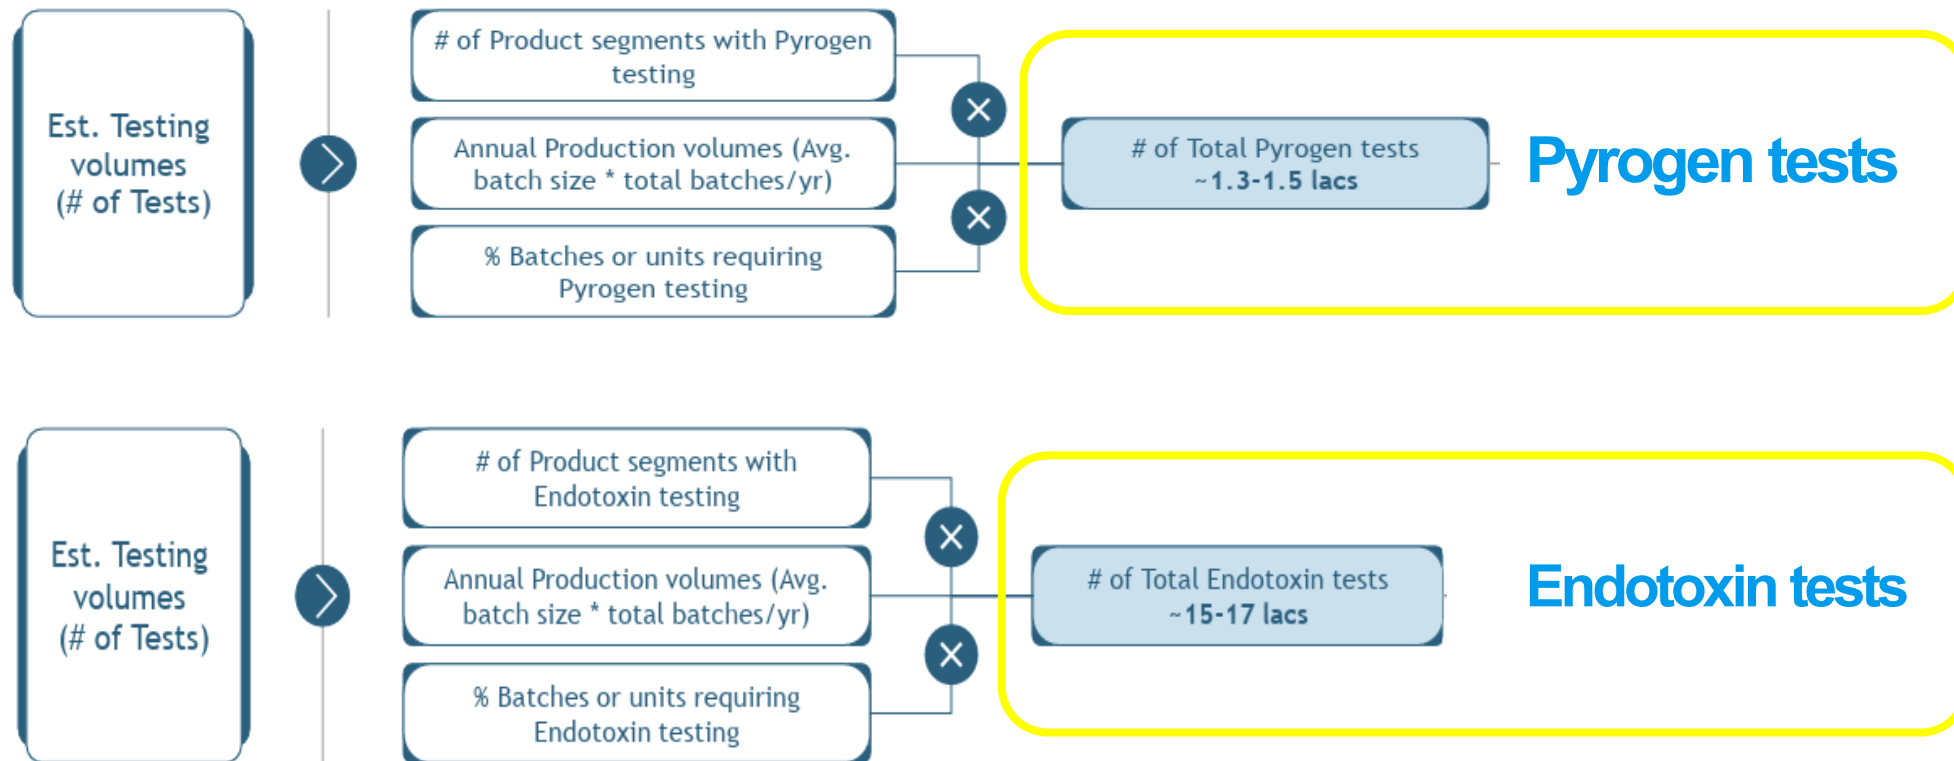 Est. Testing
volumes
(# of Tests)
# of Product segments with Pyrogen
testing
Annual Production volumes (Avg.
batch size * total batches/yr)
% Batches or units requiring
Pyrogen testing
# of Total Pyrogen tests
~1.3-1.5 lacs
Pyrogen tests
Est. Testing
volumes
(# of Tests)
# of Product segments with
Endotoxin testing
Annual Production volumes (Avg.
batch size * total batches/yr)
% Batches or units requiring
Endotoxin testing
# of Total Endotoxin tests
~15-17 lacs
Endotoxin tests